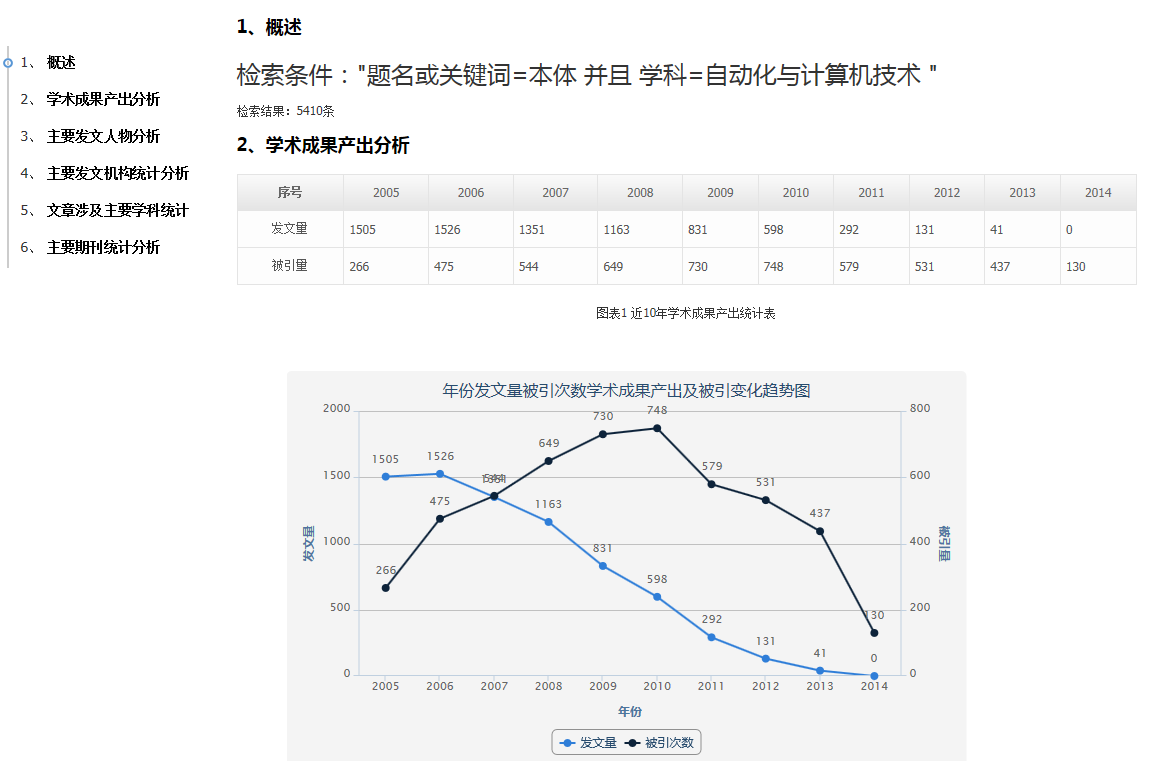 1、 概述
2、 学术成果产出分析
3、 主要发文人物分析
4、 主要发文机构统计分析
5、 文章涉及主要学科统计
6、 主要期刊统计分析
1、概述
检索条件："题名或关键词=本体 并且 学科=自动化与计算机技术 "
检索结果：5410条
2、学术成果产出分析
序号 2005 2006 2007 2008 2009 2010 2011 2012 2013 2014
发文量 1505 1526 1351 1163 831 598 292 131 41 0
被引量 266 475 544 649 730 748 579 531 437 130
图表1 近10年学术成果产出统计表
年份发文量被引次数学术成果产出及被引变化趋势图
2000 748 800
730
649
1505 1526 579
1500 544 1351 531 600
475 1163 437
1000 831 400
266 598
500 292 130 200
131
41 0
0 0
发文量
被引量
2005 2006 2007 2008 2009 2010 2011 2012 2013 2014
年份
发文量 被引次数